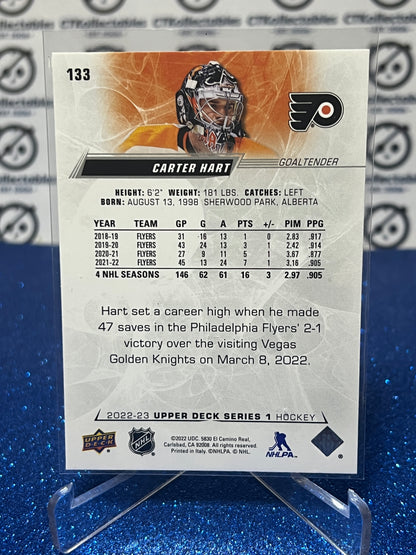 133
CARTER HART
GOALTENDER
HEIGHT: 6'2" WEIGHT: 181 LBS. CATCHES: LEFT
BORN: AUGUST 13, 1998 SHERWOOD PARK, ALBERTA
YEAR TEAM GP G A PTS +/- PIM PPG
2018-19 FLYERS 31 16 13 1 0 2.83 .917
2019-20 FLYERS 43 24 13 3 1 2.42 .914
2020-21 FLYERS 27 9 11 5 1 3.67 .877
2021-22 FLYERS 45 13 24 7 1 3.16 .905
4 NHL SEASONS 146 62 61 16 3 2.97 .905
Hart set a career high when he made
47 saves in the Philadelphia Flyers' 2-1
victory over the visiting Vegas
Golden Knights on March 8, 2022.
2022-23 UPPER DECK SERIES 1 HOCKEY
UPPER DECK
NHL
©2022 UDC. 5830 El Camino Real,
Carlsbad, CA 92008. All rights reserved.
Printed in (Italy). ©NHLPA. © NHL.
NHLPA